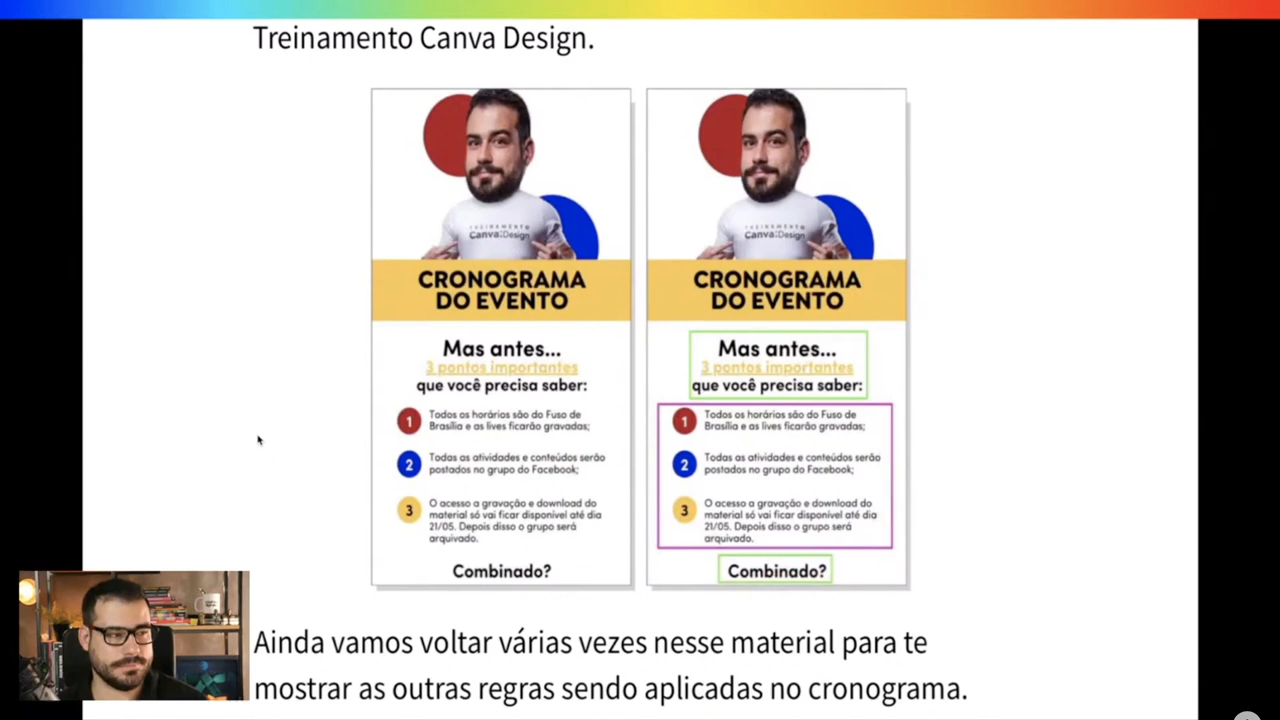 Treinamento Canva Design.
TREINAMENTO
Canva:Design
CRONOGRAMA
DO EVENTO
Mas antes...
3 pontos importantes
que você precisa saber:
1 Todos os horários são do Fuso de
Brasília e as lives ficarão gravadas;
2 Todas as atividades e conteúdos serão
postados no grupo do Facebook;
3 O acesso a gravação e download do
material só vai ficar disponível até dia
21/05. Depois disso o grupo será
arquivado.
Combinado?
TREINAMENTO
Canva:Design
CRONOGRAMA
DO EVENTO
Mas antes...
3 pontos importantes
que você precisa saber:
1 Todos os horários são do Fuso de
Brasília e as lives ficarão gravadas;
2 Todas as atividades e conteúdos serão
postados no grupo do Facebook;
3 O acesso a gravação e download do
material só vai ficar disponível até dia
21/05. Depois disso o grupo será
arquivado.
Combinado?
Ainda vamos voltar várias vezes nesse material para te
mostrar as outras regras sendo aplicadas no cronograma.